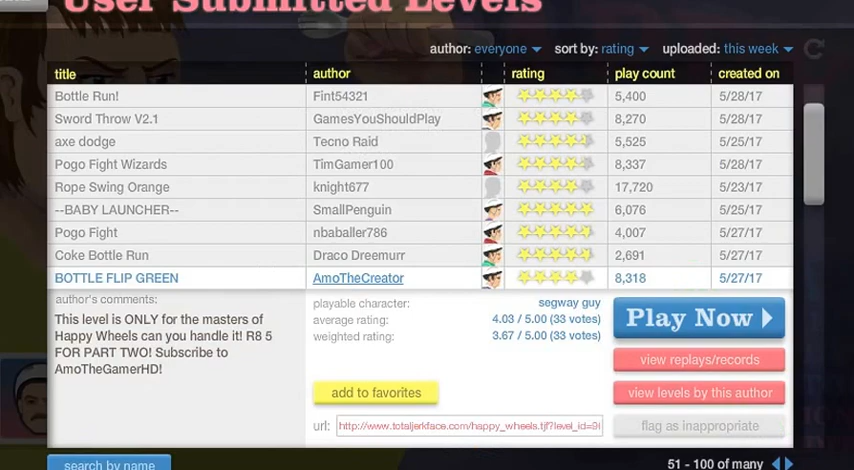 User Submitted Levels
author: everyone sort by: rating uploaded: this week
title author rating play count created on
Bottle Run! Fint54321 5,400 5/28/17
Sword Throw V2.1 GamesYouShouldPlay 8,270 5/28/17
axe dodge Tecno Raid 5,525 5/25/17
Pogo Fight Wizards TimGamer100 8,337 5/28/17
Rope Swing Orange knight677 17,720 5/23/17
--BABY LAUNCHER-- SmallPenguin 6,076 5/25/17
Pogo Fight nbaballer786 4,007 5/27/17
Coke Bottle Run Draco Dreemurr 2,691 5/27/17
BOTTLE FLIP GREEN AmoTheCreator 8,318 5/27/17
author's comments:
This level is ONLY for the masters of
Happy Wheels can you handle it! R8 5
FOR PART TWO! Subscribe to
AmoTheGamerHD!
playable character: segway guy
average rating: 4.03 / 5.00 (33 votes)
weighted rating: 3.67 / 5.00 (33 votes)
add to favorites
url: http://www.totaljerkface.com/happy_wheels.tjf?level_id=9
Play Now
view replays/records
view levels by this author
flag as inappropriate
search by name
51 - 100 of many